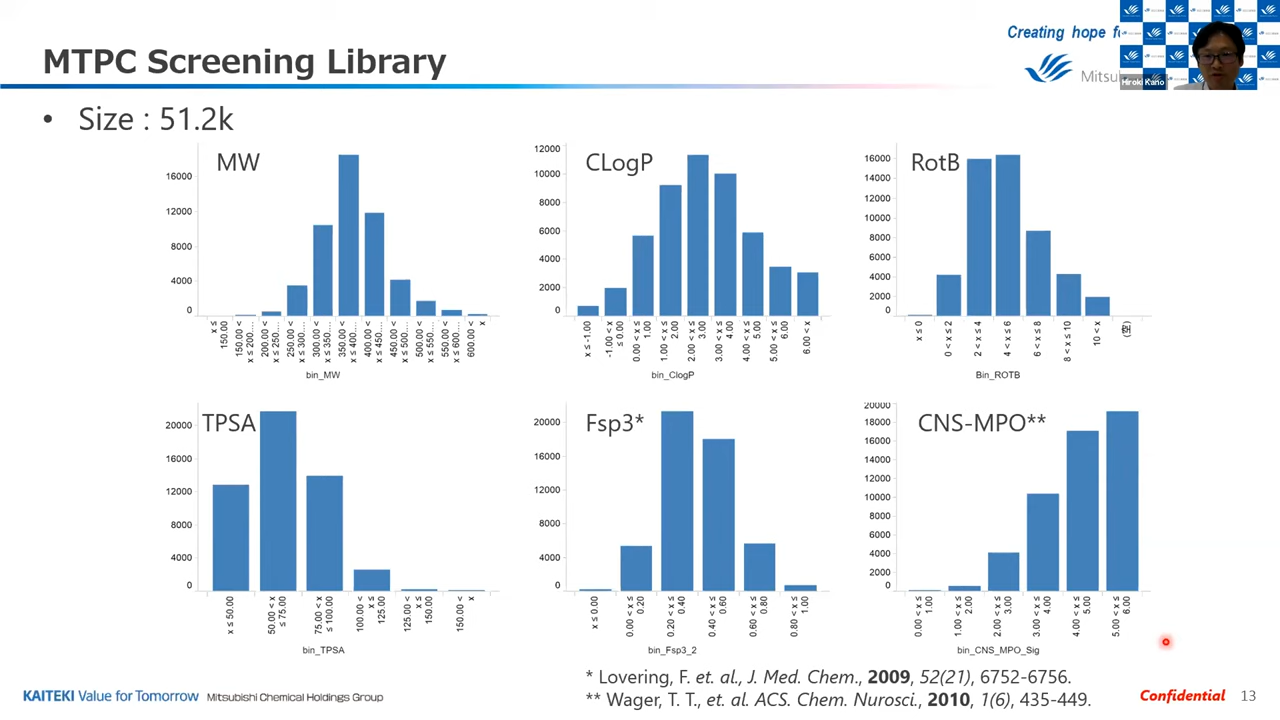 Creating hope f
MTPC Screening Library
Mitsu
Hiroki Kano
• Size : 51.2k
MW
16000
12000
8000
4000
0
x ≤ 150.00
150.00 < x ≤ 200...
200.00 < x ≤ 250...
250.00 < x ≤ 300...
300.00 < x ≤ 350...
350.00 < x ≤ 400...
400.00 < x ≤ 450...
450.00 < x ≤ 500...
500.00 < x ≤ 550...
550.00 < x ≤ 600...
600.00 < x
bin_MW
CLogP
12000
10000
8000
6000
4000
2000
0
x ≤ -1.00
-1.00 < x ≤ 0.00
0.00 < x ≤ 1.00
1.00 < x ≤ 2.00
2.00 < x ≤ 3.00
3.00 < x ≤ 4.00
4.00 < x ≤ 5.00
5.00 < x ≤ 6.00
6.00 < x
bin_ClogP
RotB
16000
14000
12000
10000
8000
6000
4000
2000
0
x ≤ 0
0 < x ≤ 2
2 < x ≤ 4
4 < x ≤ 6
6 < x ≤ 8
8 < x ≤ 10
10 < x
Bin_ROTB
TPSA
20000
16000
12000
8000
4000
0
x ≤ 50.00
50.00 < x ≤ 75.00
75.00 < x ≤ 100.00
100.00 < x ≤ 125.00
125.00 < x ≤ 150.00
150.00 < x
bin_TPSA
Fsp3*
20000
16000
12000
8000
4000
0
x ≤ 0.00
0.00 < x ≤ 0.20
0.20 < x ≤ 0.40
0.40 < x ≤ 0.60
0.60 < x ≤ 0.80
0.80 < x ≤ 1.00
bin_Fsp3_2
CNS-MPO**
20000
18000
16000
14000
12000
10000
8000
6000
4000
2000
0
0.00 < x ≤ 1.00
1.00 < x ≤ 2.00
2.00 < x ≤ 3.00
3.00 < x ≤ 4.00
4.00 < x ≤ 5.00
5.00 < x ≤ 6.00
bin_CNS_MPO_Sig
* Lovering, F. et. al., J. Med. Chem., 2009, 52(21), 6752-6756.
** Wager, T. T., et. al. ACS. Chem. Nurosci., 2010, 1(6), 435-449.
KAITEKI Value for Tomorrow Mitsubishi Chemical Holdings Group
Confidential 13